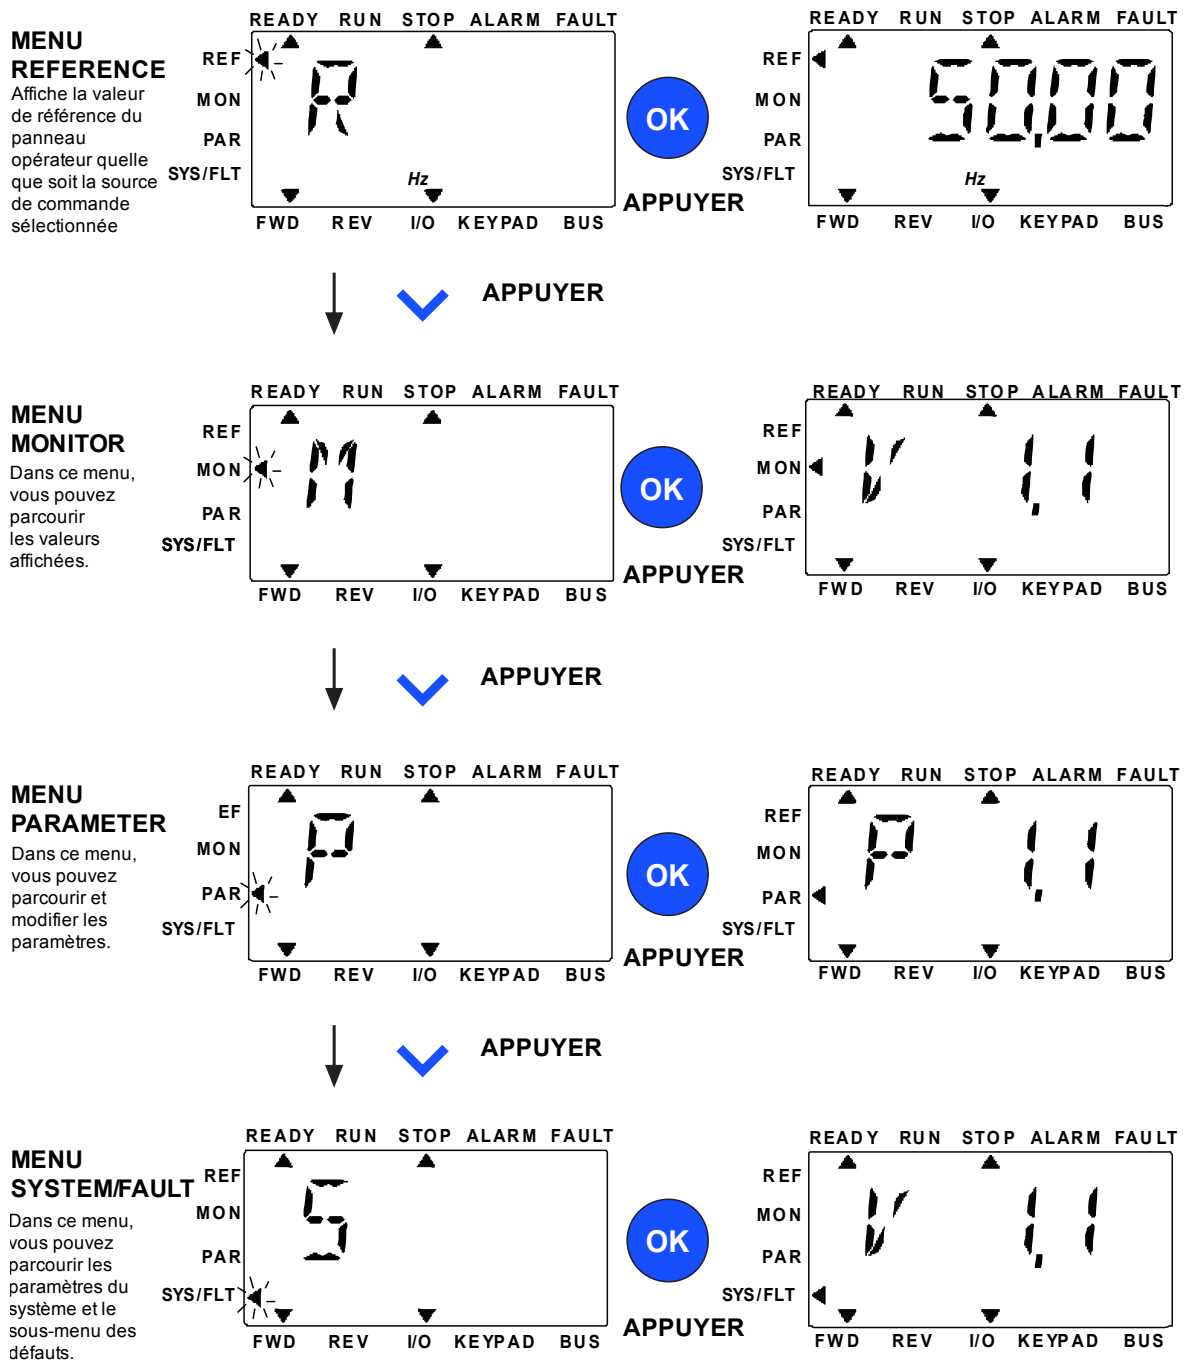 READY RUN STOP ALARM FAULT
READY RUN STOP ALARM FAULT
MENU
REFERENCE
Affiche la valeur
de référence du
panneau
opérateur quelle
que soit la source
de commande
sélectionnée
REF
MON
PAR
SYS/FLT
R
Hz
FWD REV I/O KEYPAD BUS
OK
APPUYER
REF
MON
PAR
SYS/FLT
50,00
Hz
FWD REV I/O KEYPAD BUS
APPUYER
READY RUN STOP ALARM FAULT
READY RUN STOP ALARM FAULT
MENU
MONITOR
Dans ce menu,
vous pouvez
parcourir
les valeurs
affichées.
REF
MON
PAR
SYS/FLT
M
FWD REV I/O KEYPAD BUS
OK
APPUYER
REF
MON
PAR
SYS/FLT
V 1,1
FWD REV I/O KEYPAD BUS
APPUYER
READY RUN STOP ALARM FAULT
READY RUN STOP ALARM FAULT
MENU
PARAMETER
Dans ce menu,
vous pouvez
parcourir et
modifier les
paramètres.
EF
MON
PAR
SYS/FLT
P
FWD REV I/O KEYPAD BUS
OK
APPUYER
REF
MON
PAR
SYS/FLT
P 1,1
FWD REV I/O KEYPAD BUS
APPUYER
READY RUN STOP ALARM FAULT
READY RUN STOP ALARM FAULT
MENU
SYSTEM/FAULT
Dans ce menu,
vous pouvez
parcourir les
paramètres du
système et le
sous-menu des
défauts.
REF
MON
PAR
SYS/FLT
S
FWD REV I/O KEYPAD BUS
OK
APPUYER
REF
MON
PAR
SYS/FLT
V 1,1
FWD REV I/O KEYPAD BUS